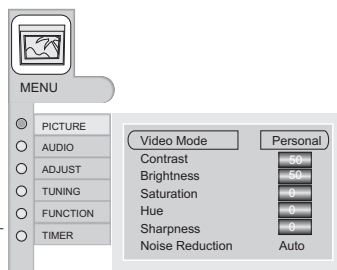 MENU
PICTURE
AUDIO
ADJUST
TUNING
FUNCTION
TIMER
Video Mode Personal
Contrast 50
Brightness 50
Saturation 0
Hue 0
Sharpness 0
Noise Reduction Auto